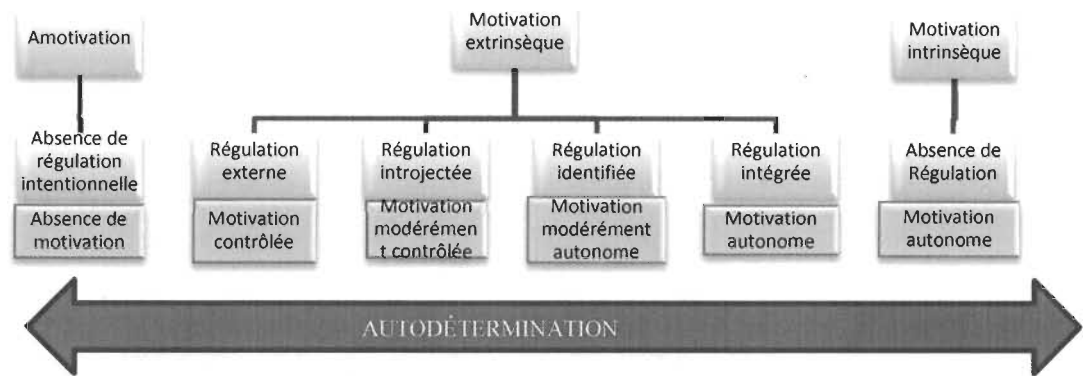 Amotivation
Motivation
extrinsèque
Motivation
intrinsèque
Absence de
régulation
intentionnelle
Absence de
motivation
Régulation
externe
Motivation
contrôlée
Régulation
introjectée
Motivation
modérémen
t contrôlée
Régulation
identifiée
Motivation
modérément
autonome
Régulation
intégrée
Motivation
autonome
Absence de
Régulation
Motivation
autonome
AUTODÉTERMINATION